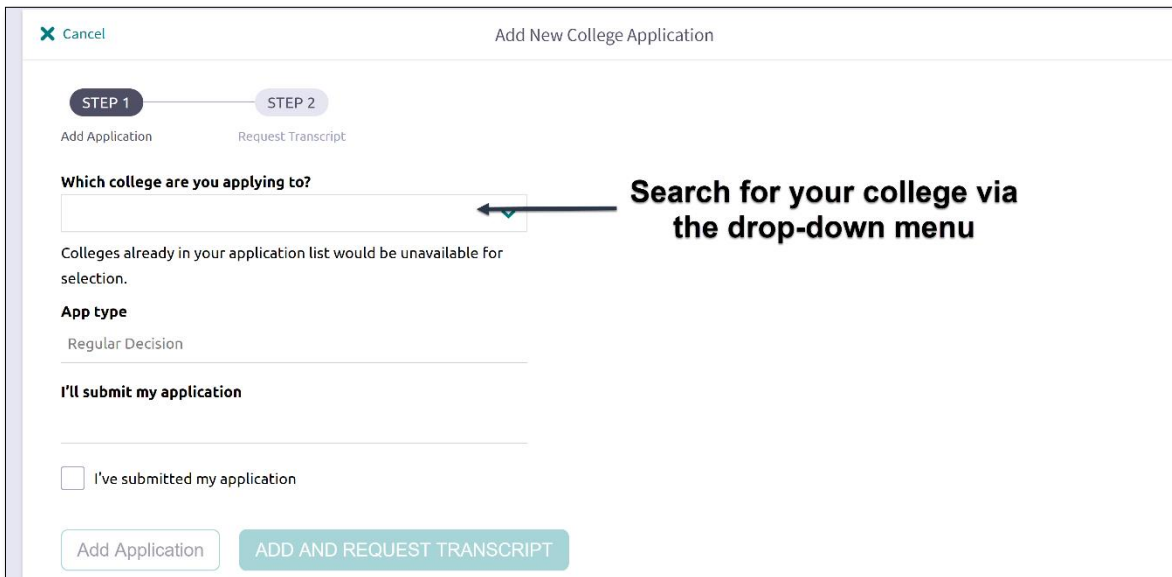 Cancel
Add New College Application
STEP 1
STEP 2
Add Application
Request Transcript
Which college are you applying to?
Search for your college via
the drop-down menu
Colleges already in your application list would be unavailable for
selection.
App type
Regular Decision
I'll submit my application
I've submitted my application
Add Application
ADD AND REQUEST TRANSCRIPT